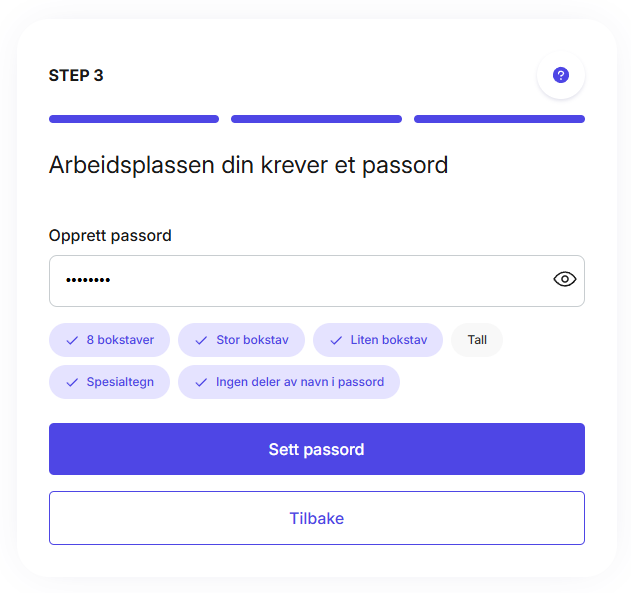 STEP 3
?
Arbeidsplassen din krever et passord
Opprett passord
••••••••
8 bokstaver Stor bokstav Liten bokstav Tall
Spesialtegn Ingen deler av navn i passord
Sett passord
Tilbake